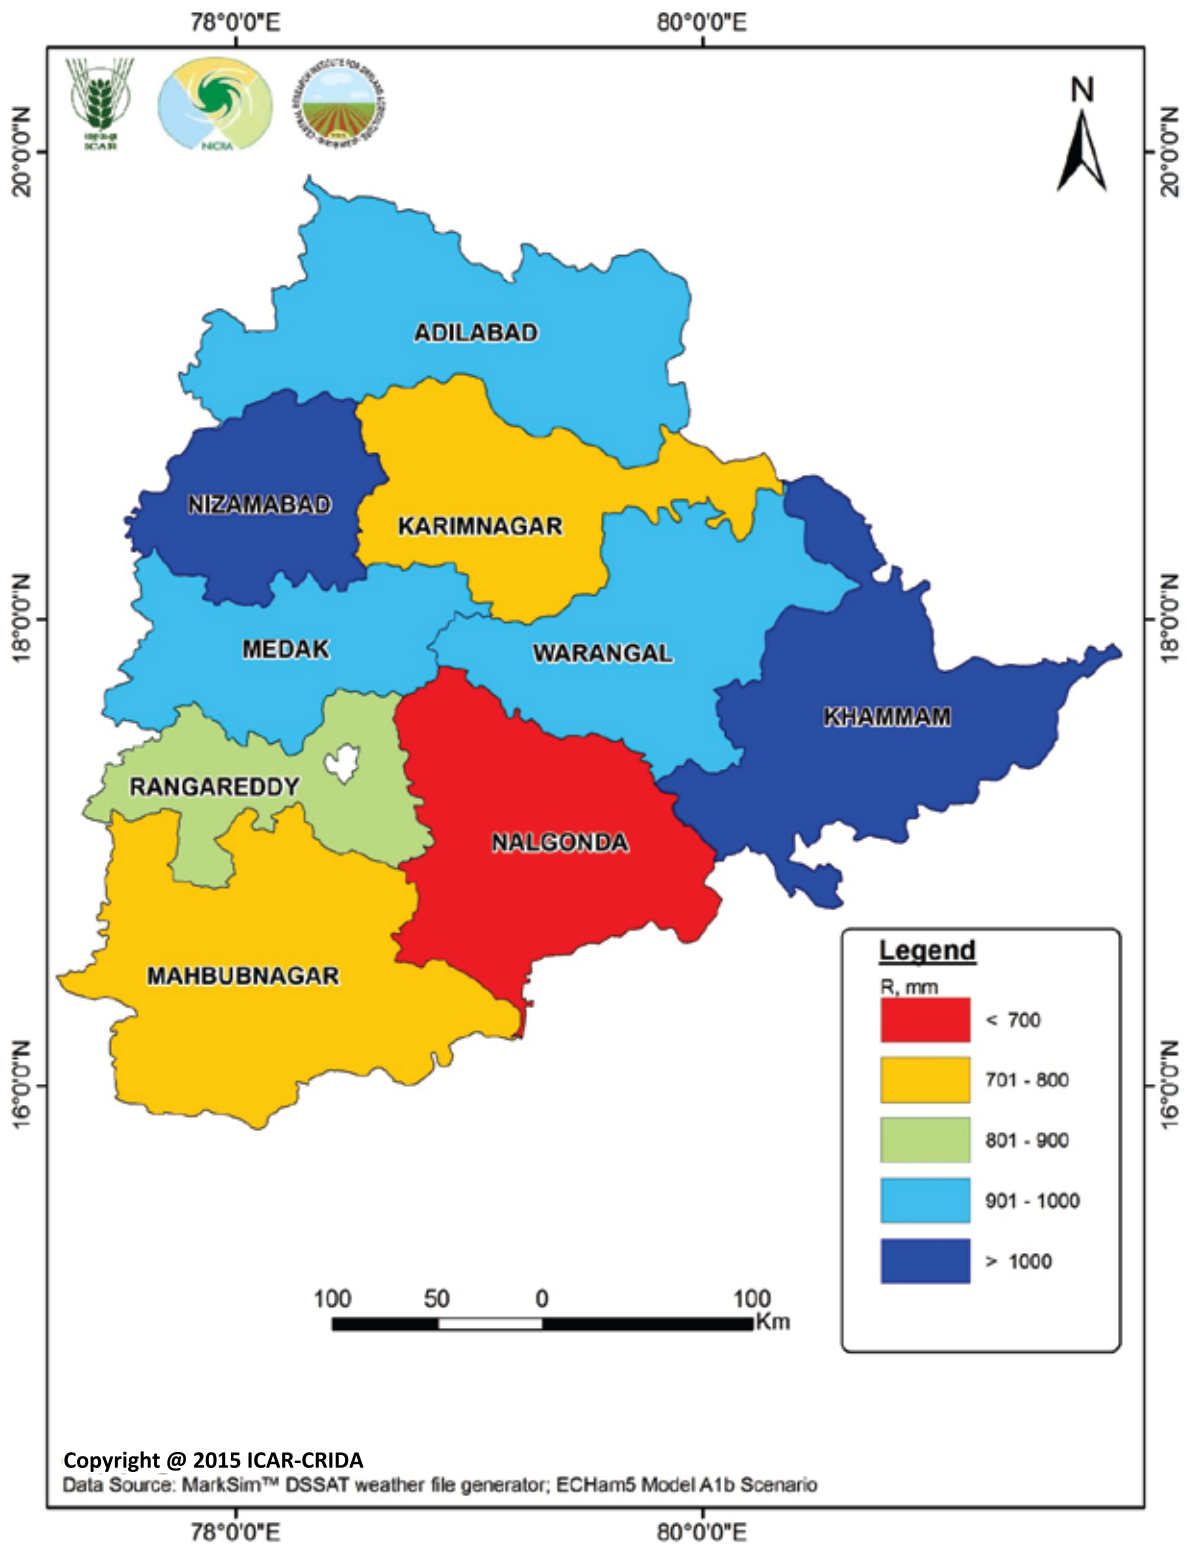 78°0'0"E 80°0'0"E
20°0'0"N 20°0'0"N
18°0'0"N 18°0'0"N
16°0'0"N 16°0'0"N
ICAR
NICRA
N
ADILABAD
NIZAMABAD
KARIMNAGAR
MEDAK
WARANGAL
KHAMMAM
RANGAREDDY
NALGONDA
MAHBUBNAGAR
Legend
R, mm
< 700
701 - 800
801 - 900
901 - 1000
> 1000
100 50 0 100
Km
Copyright @ 2015 ICAR-CRIDA
Data Source: MarkSim™ DSSAT weather file generator; ECHam5 Model A1b Scenario
78°0'0"E 80°0'0"E